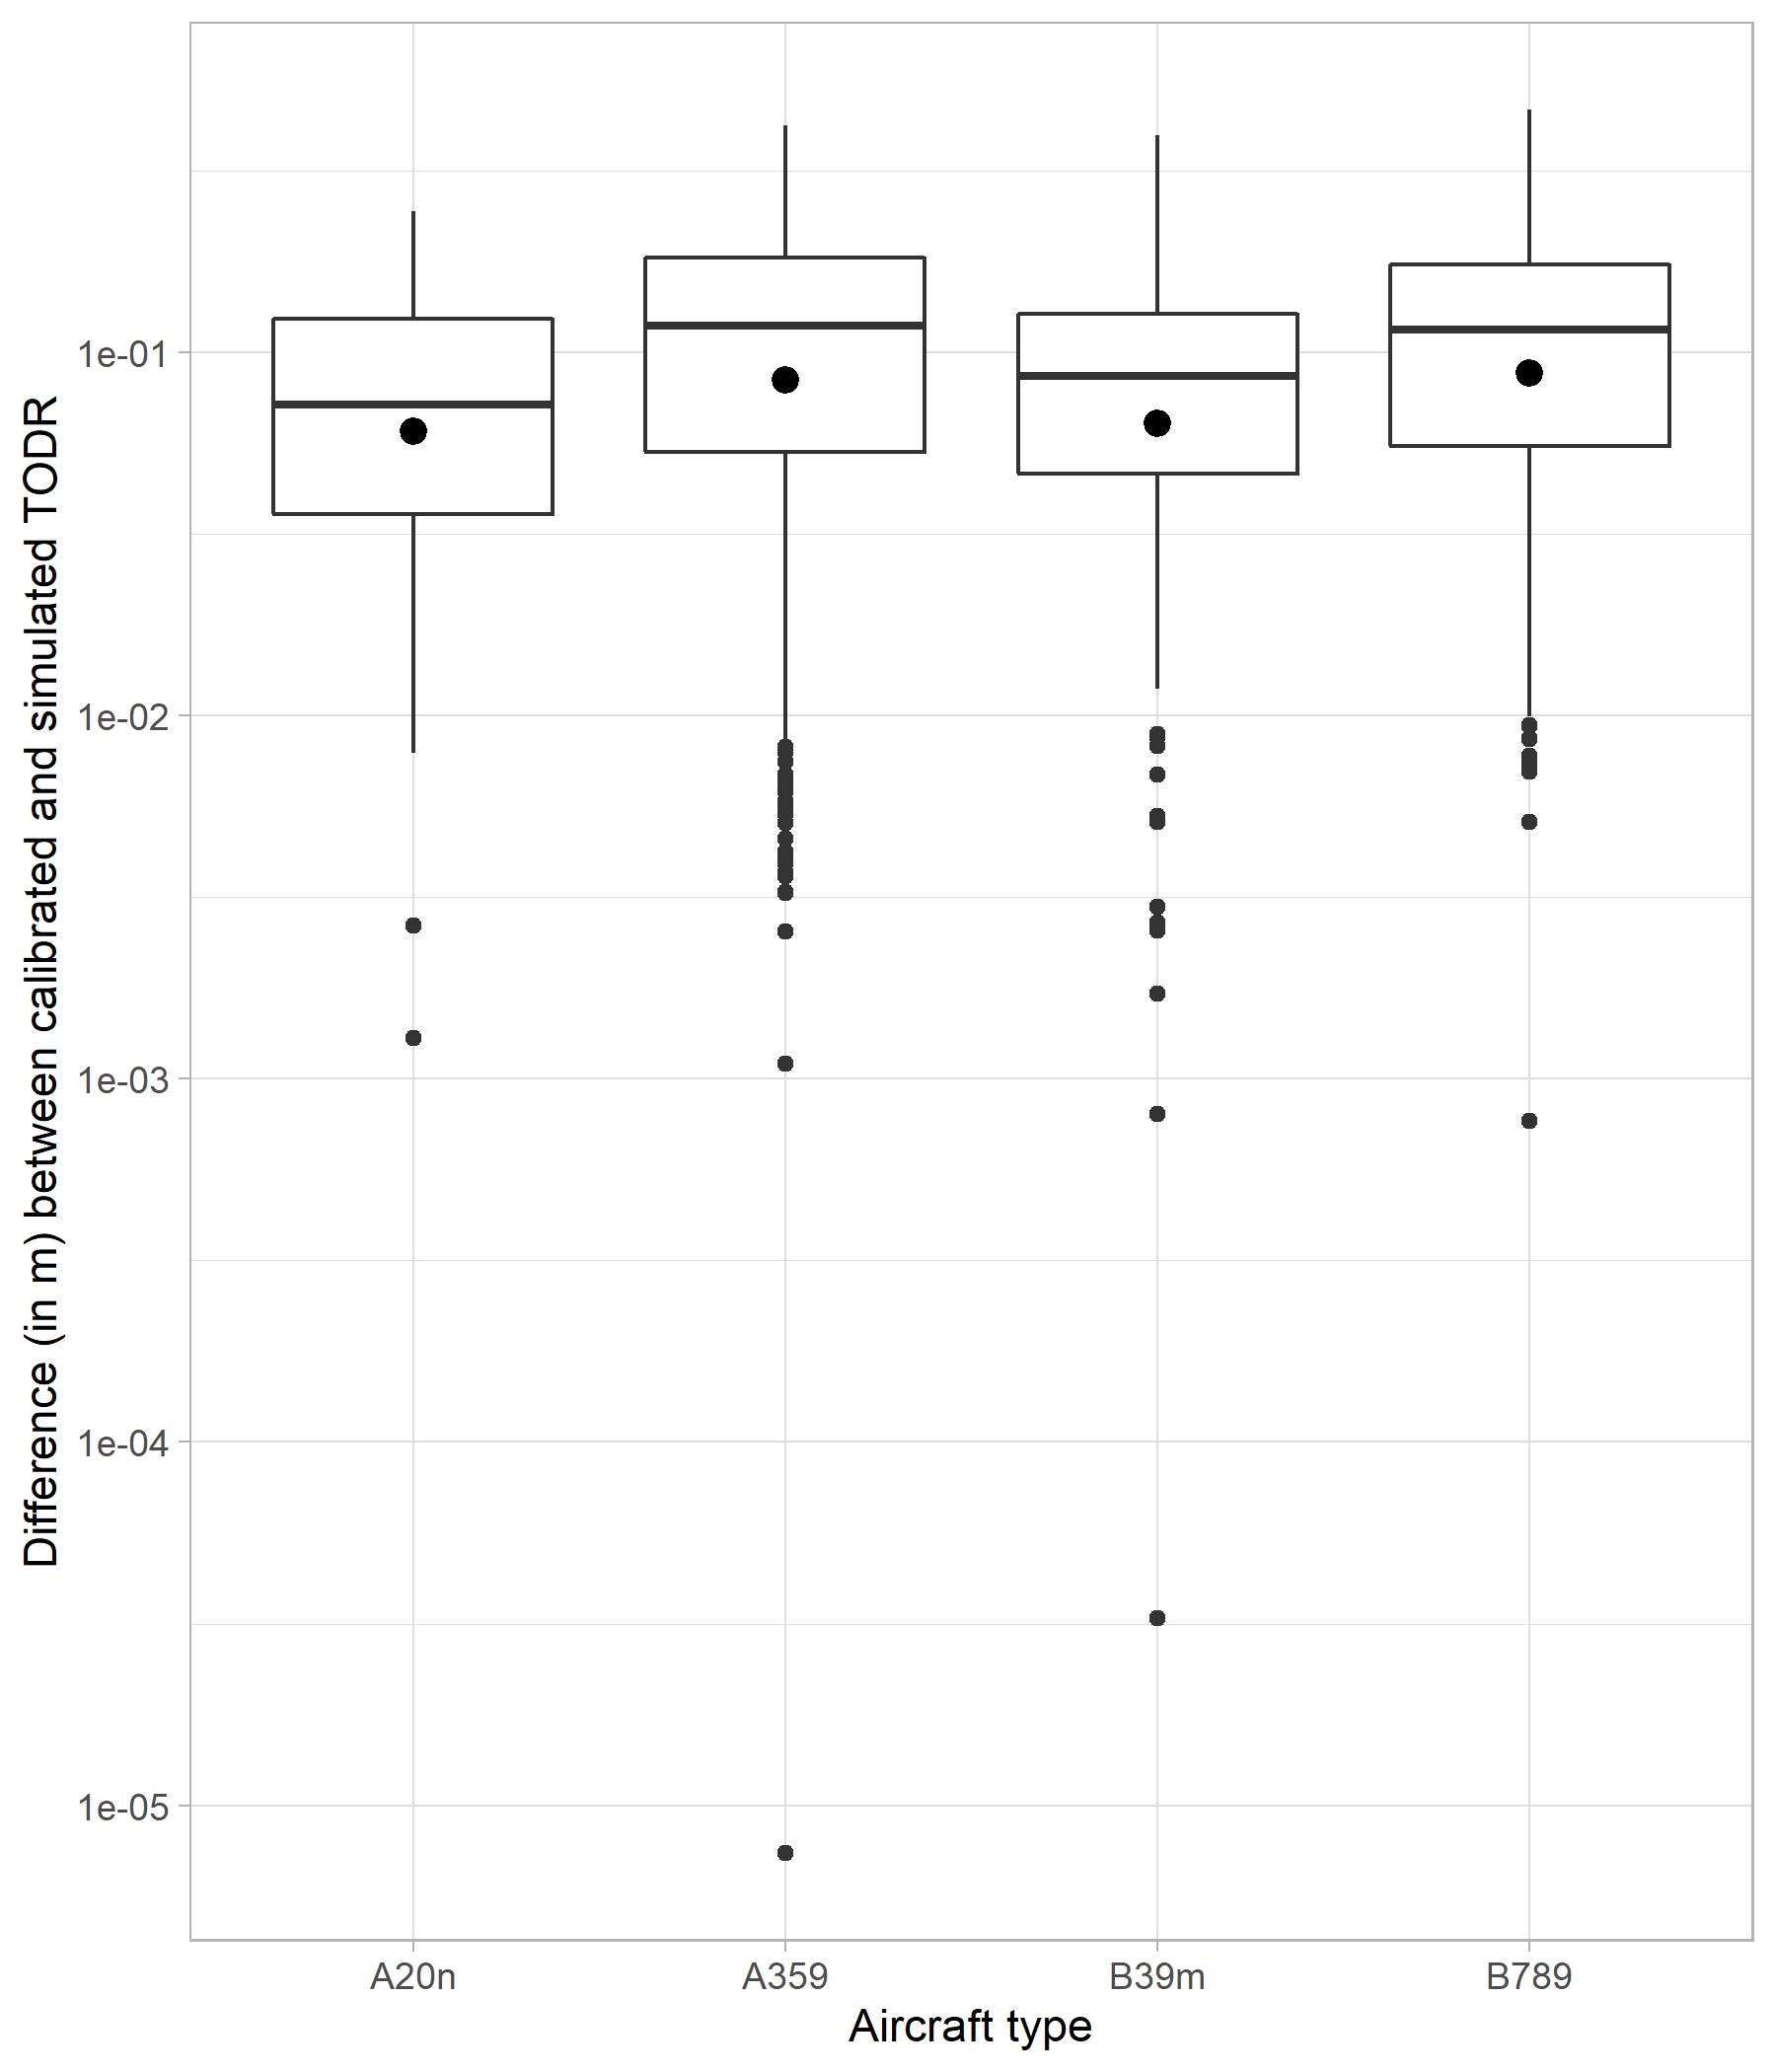 Difference (in m) between calibrated and simulated TODR
1e-01
1e-02
1e-03
1e-04
1e-05
A20n A359 B39m B789
Aircraft type